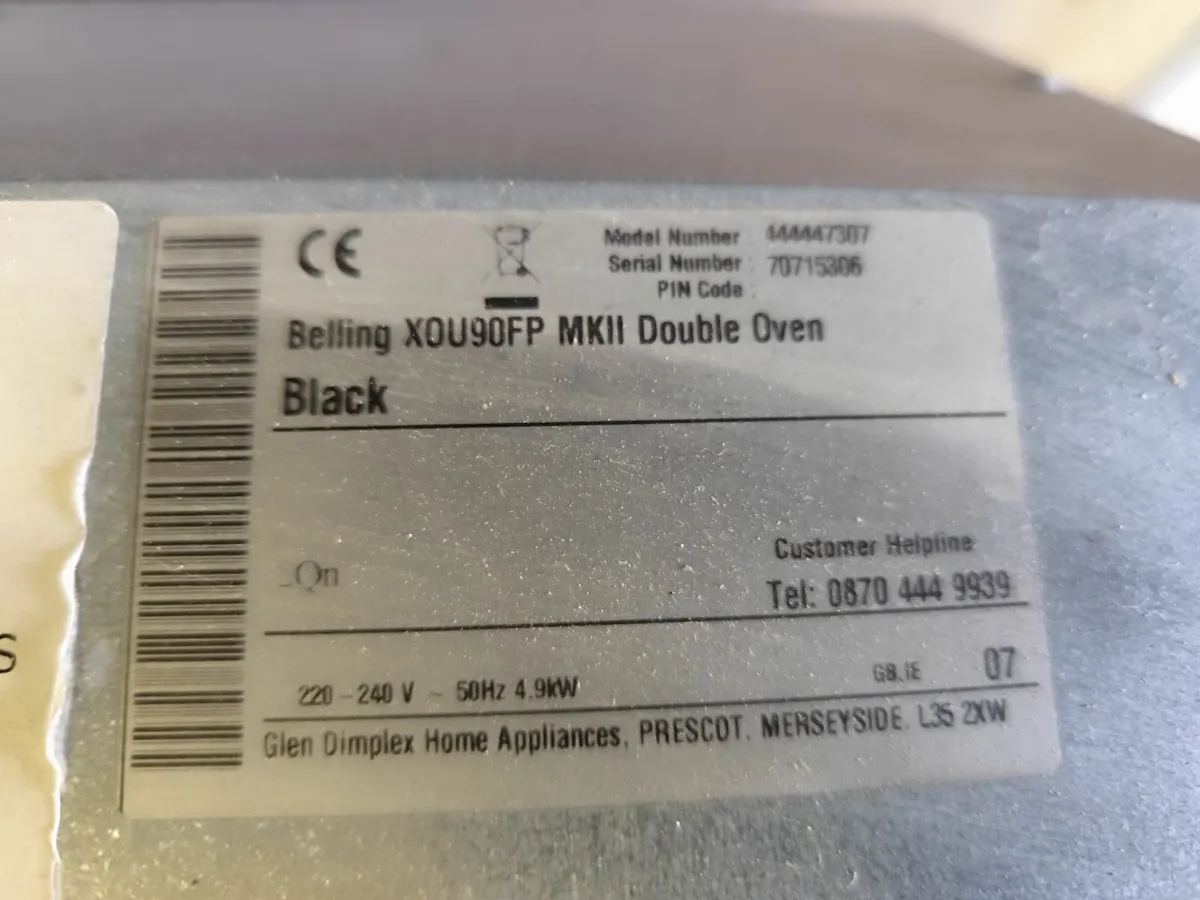 CE
Model Number : 444447307
Serial Number : 70715306
PIN Code :
Belling XOU90FP MKII Double Oven
Black
Customer Helpline
_Qn
Tel: 0870 444 9939
220 - 240 V ~ 50Hz 4.9kW
GB, IE 07
Glen Dimplex Home Appliances, PRESCOT, MERSEYSIDE. L35 2XW
S